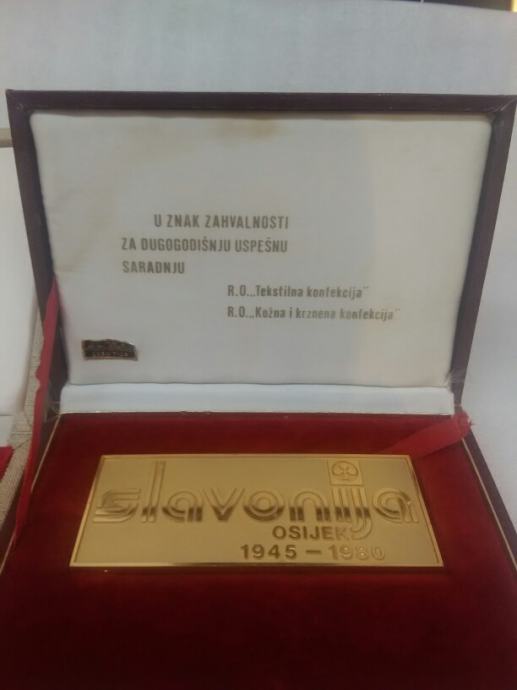 U ZNAK ZAHVALNOSTI
ZA DUGOGODIŠNJU USPEŠNU
SARADNJU
R.O.„Tekstilna konfekcija"
R.O.„Kožna i krznena konfekcija"
slavonija
OSIJEK
1945 – 1980